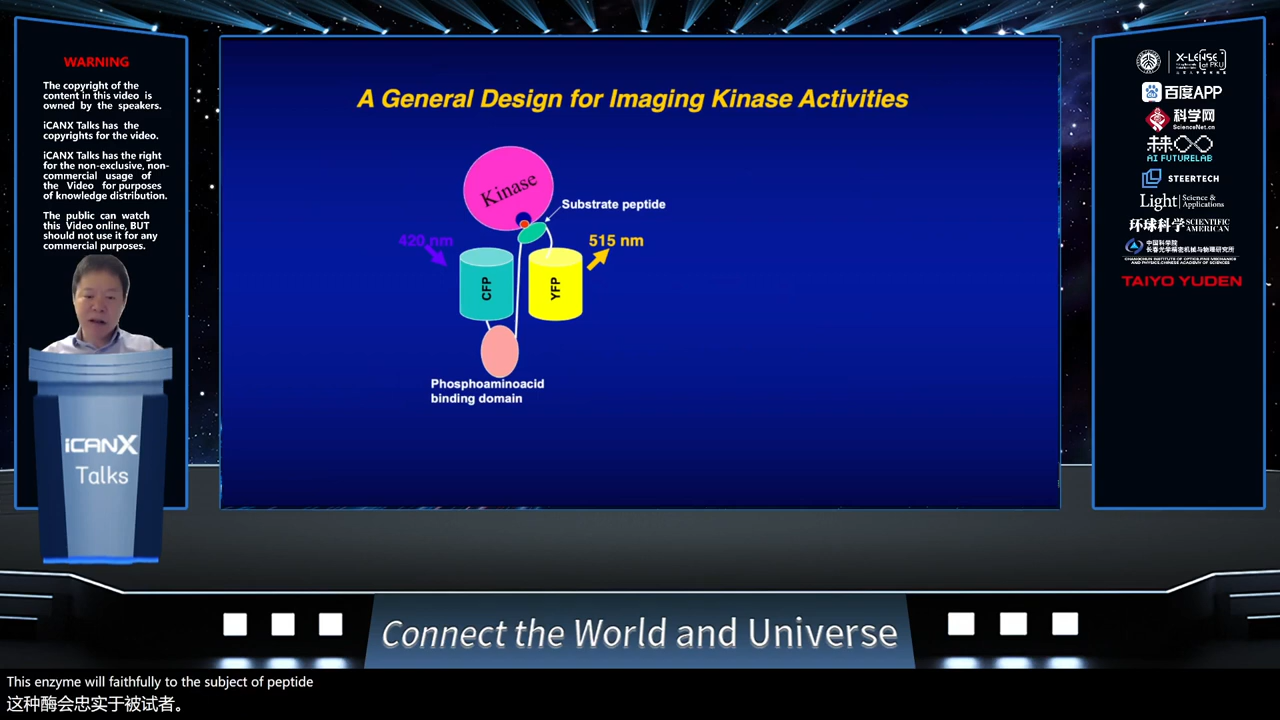 WARNING
The copyright of the
content in this video is
owned by the speakers.
iCANX Talks has the
copyrights for the video.
iCANX Talks has the right
for the non-exclusive, non-
commercial usage of
the Video for purposes
of knowledge distribution.
The public can watch
this Video online, BUT
should not use it for any
commercial purposes.
iCANX
Talks
A General Design for Imaging Kinase Activities
Kinase
Substrate peptide
420 nm
515 nm
CFP
YFP
Phosphoaminoacid
binding domain
X-LENSE
at PKU
百度APP
科学网
ScienceNet.cn
AI FUTURELAB
STEERTECH
Light Science &
Applications
环球科学 SCIENTIFIC
AMERICAN
中国科学院
长春光学精密机械与物理研究所
CHANGCHUN INSTITUTE OF OPTICS,FINE MECHANICS
AND PHYSICS,CHINESE ACADEMY OF SCIENCES
TAIYO YUDEN
Connect the World and Universe
This enzyme will faithfully to the subject of peptide
这种酶会忠实于被试者。